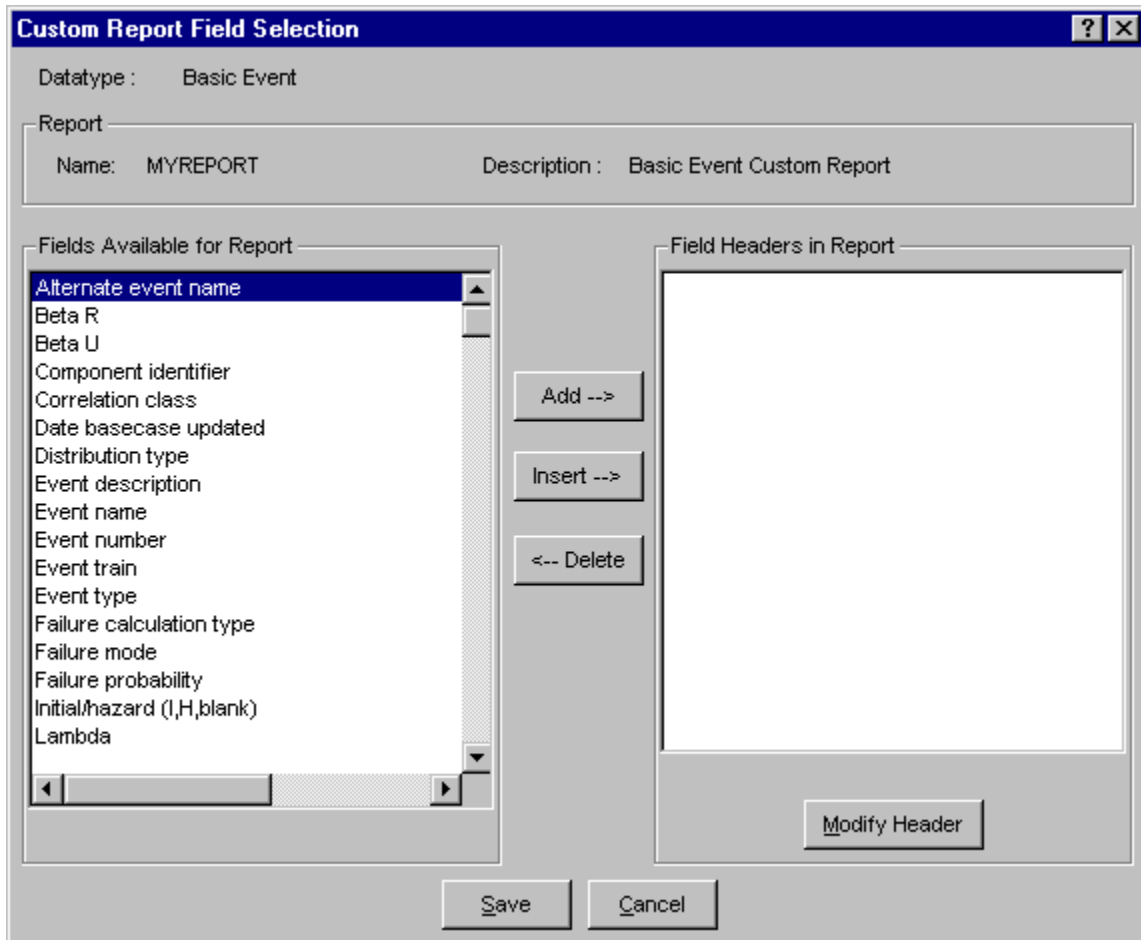 Custom Report Field Selection
Datatype : Basic Event
Report
Name: MYREPORT Description : Basic Event Custom Report
Fields Available for Report
Alternate event name
Beta R
Beta U
Component identifier
Correlation class
Date basecase updated
Distribution type
Event description
Event name
Event number
Event train
Event type
Failure calculation type
Failure mode
Failure probability
Initial/hazard (I,H,blank)
Lambda
Add -->
Insert -->
<-- Delete
Field Headers in Report
Modify Header
Save Cancel